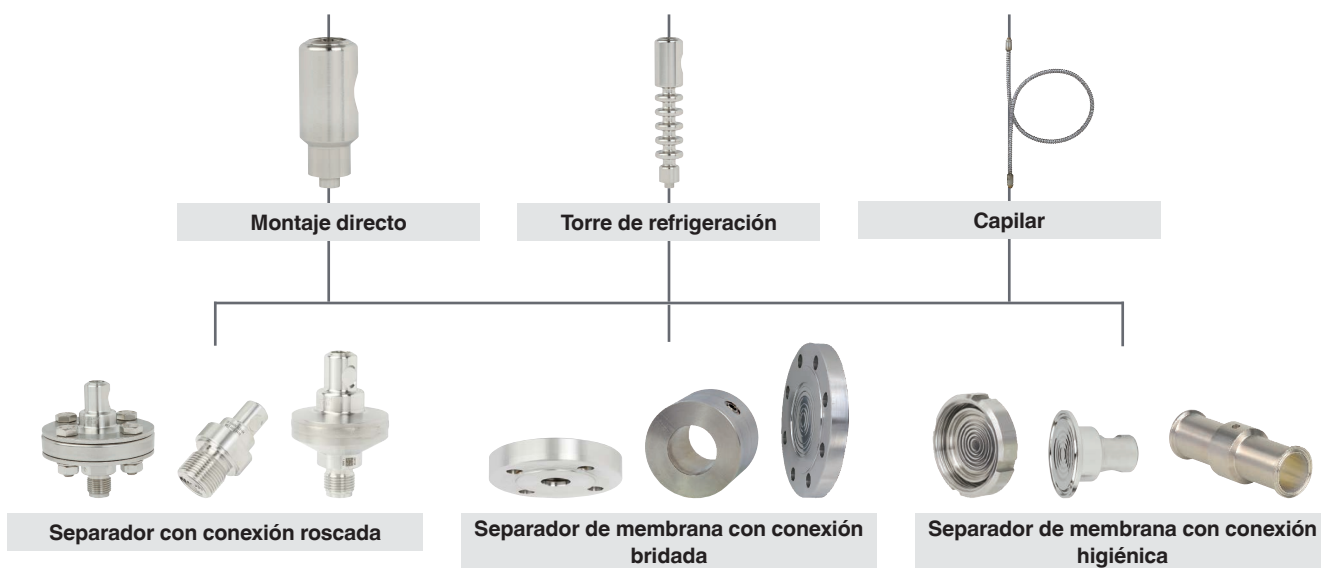 Montaje directo
Torre de refrigeración
Capilar
Separador con conexión roscada
Separador de membrana con conexión
bridada
Separador de membrana con conexión
higiénica